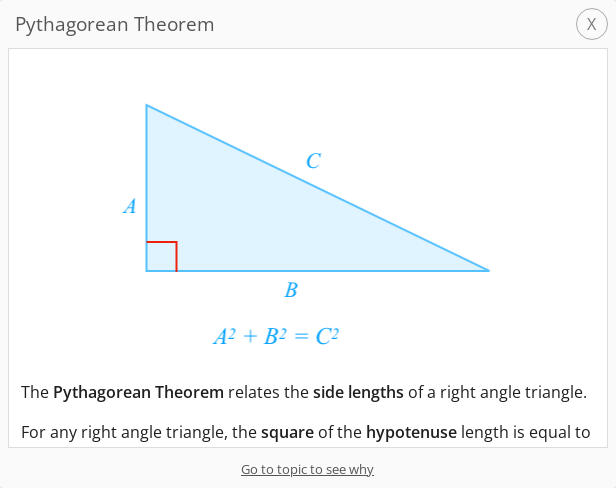 Pythagorean Theorem
X
C
A
B
A² + B² = C²
The Pythagorean Theorem relates the side lengths of a right angle triangle.
For any right angle triangle, the square of the hypotenuse length is equal to
Go to topic to see why